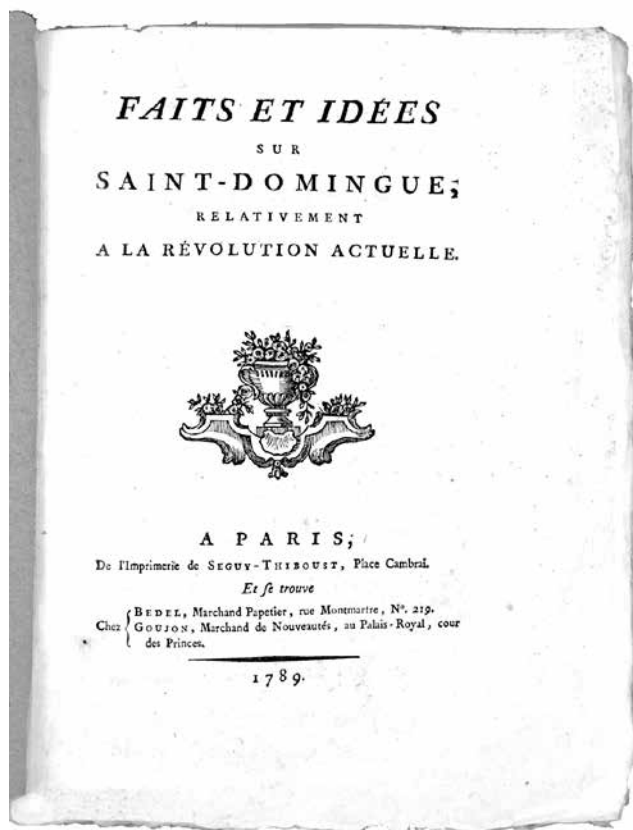 FAITS ET IDÉES
SUR
SAINT-DOMINGUE;
RELATIVEMENT
A LA RÉVOLUTION ACTUELLE.
A PARIS;
De l'Imprimerie de SEGUY-THIBOUST, Place Cambrai.
Et se trouve
Chez { BEDEL, Marchand Papetier, rue Montmartre, N°. 219.
GOUJON, Marchand de Nouveautés, au Palais-Royal, cour
des Princes.
1789.